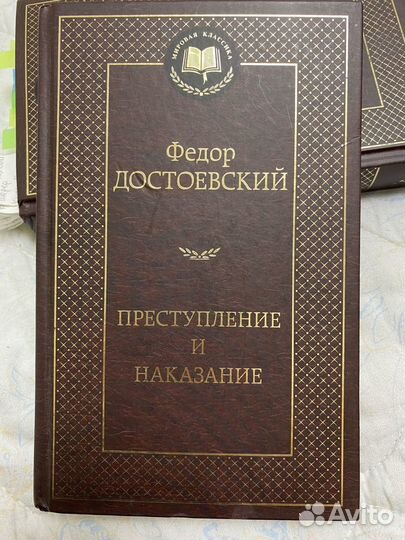 МИРОВАЯ КЛАССИКА
Федор
ДОСТОЕВСКИЙ
ПРЕСТУПЛЕНИЕ
И
НАКАЗАНИЕ
Avito